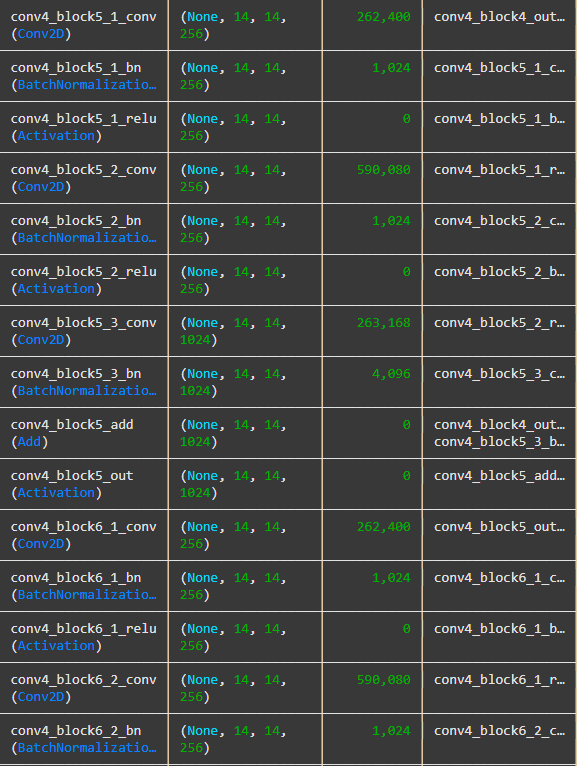 conv4_block5_1_conv (None, 14, 14, 262,400 conv4_block4_out…
(Conv2D) 256)
conv4_block5_1_bn (None, 14, 14, 1,024 conv4_block5_1_c…
(BatchNormalizatio… 256)
conv4_block5_1_relu (None, 14, 14, 0 conv4_block5_1_b…
(Activation) 256)
conv4_block5_2_conv (None, 14, 14, 590,080 conv4_block5_1_r…
(Conv2D) 256)
conv4_block5_2_bn (None, 14, 14, 1,024 conv4_block5_2_c…
(BatchNormalizatio… 256)
conv4_block5_2_relu (None, 14, 14, 0 conv4_block5_2_b…
(Activation) 256)
conv4_block5_3_conv (None, 14, 14, 263,168 conv4_block5_2_r…
(Conv2D) 1024)
conv4_block5_3_bn (None, 14, 14, 4,096 conv4_block5_3_c…
(BatchNormalizatio… 1024)
conv4_block5_add (None, 14, 14, 0 conv4_block4_out…
(Add) 1024) conv4_block5_3_b…
conv4_block5_out (None, 14, 14, 0 conv4_block5_add…
(Activation) 1024)
conv4_block6_1_conv (None, 14, 14, 262,400 conv4_block5_out…
(Conv2D) 256)
conv4_block6_1_bn (None, 14, 14, 1,024 conv4_block6_1_c…
(BatchNormalizatio… 256)
conv4_block6_1_relu (None, 14, 14, 0 conv4_block6_1_b…
(Activation) 256)
conv4_block6_2_conv (None, 14, 14, 590,080 conv4_block6_1_r…
(Conv2D) 256)
conv4_block6_2_bn (None, 14, 14, 1,024 conv4_block6_2_c…
(BatchNormalizatio… 256)